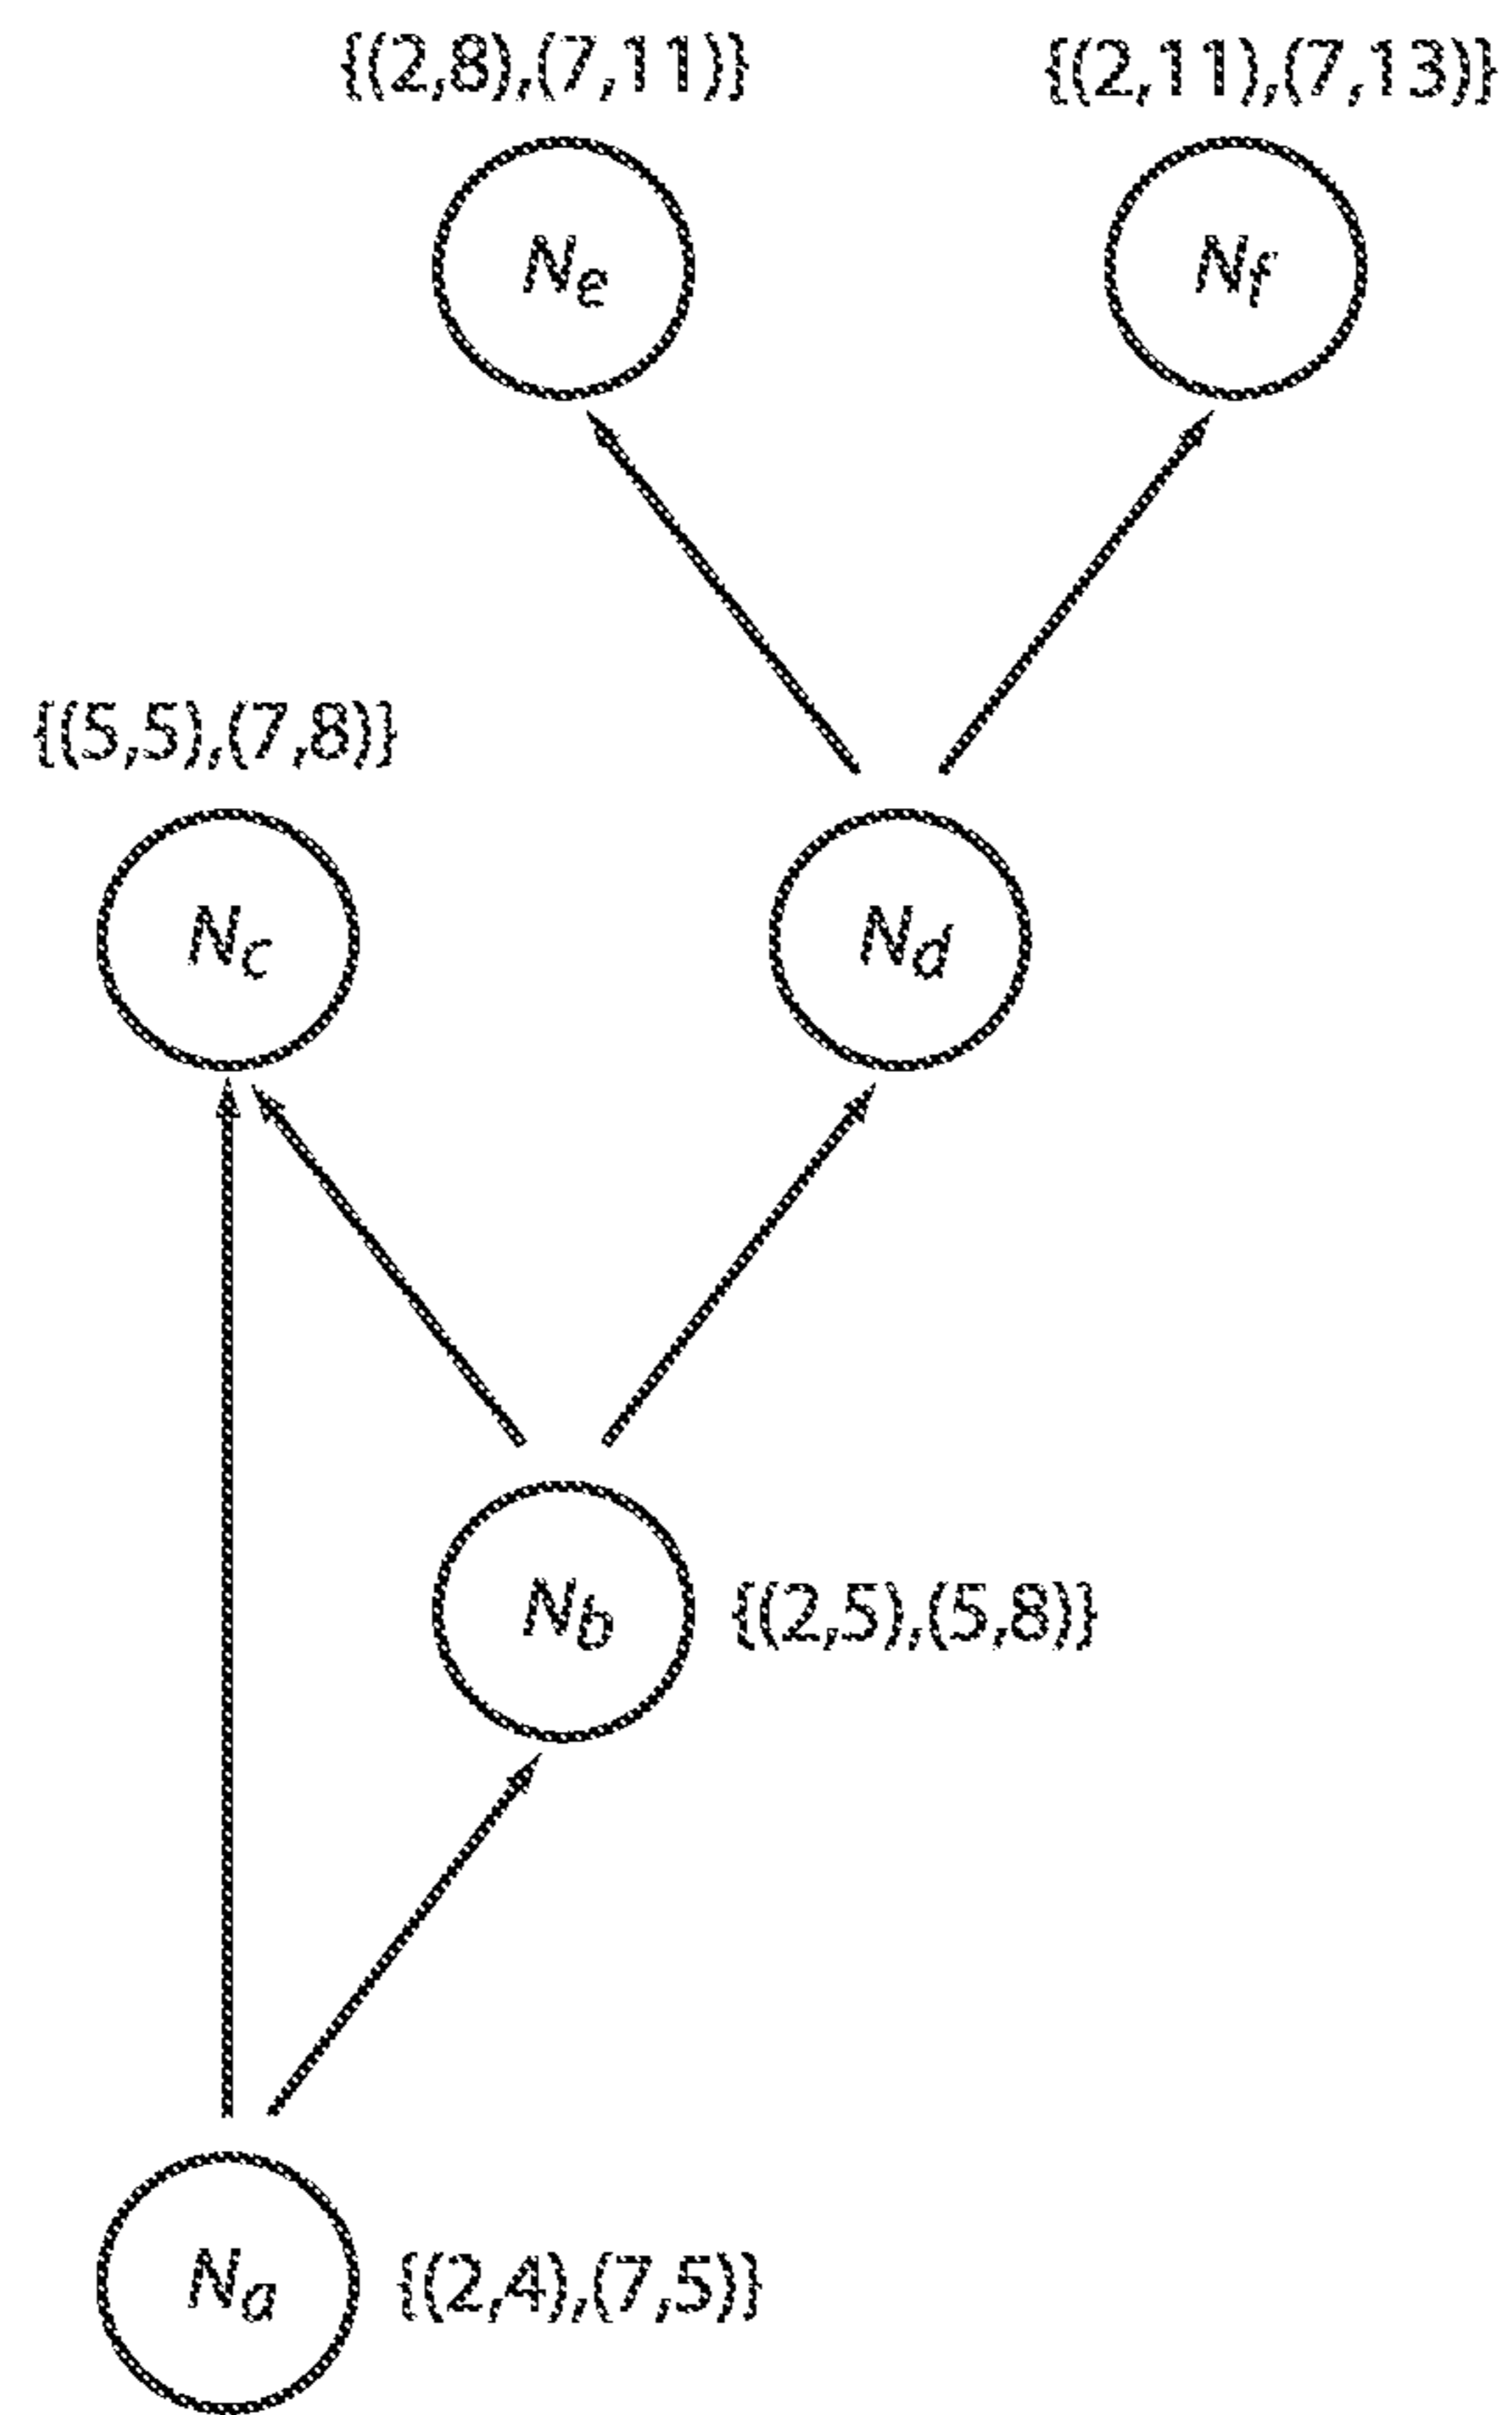 {(2,8),(7,11)} {(2,11),(7,13)}
Ne Nf
{(5,5),(7,8)}
Nc Nd
Nb {(2,5),(5,8)}
Na {(2,4),(7,5)}